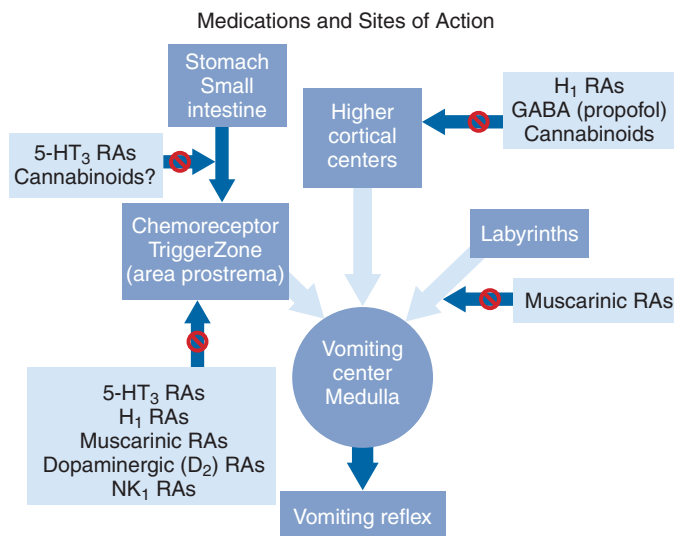 Medications and Sites of Action
Stomach
Small
intestine
Higher
cortical
centers
H₁ RAs
GABA (propofol)
Cannabinoids
5-HT₃ RAs
Cannabinoids?
Chemoreceptor
TriggerZone
(area prostrema)
Labyrinths
Muscarinic RAs
Vomiting
center
Medulla
5-HT₃ RAs
H₁ RAs
Muscarinic RAs
Dopaminergic (D₂) RAs
NK₁ RAs
Vomiting reflex